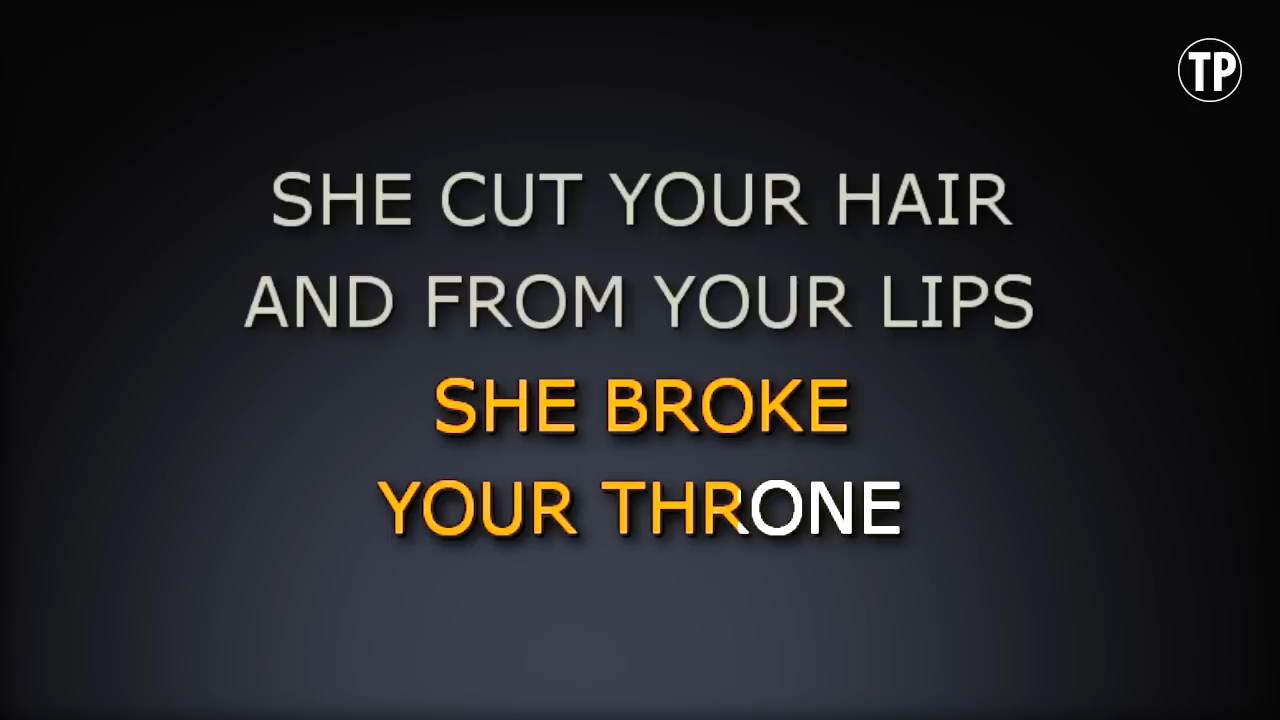 TP
SHE CUT YOUR HAIR
AND FROM YOUR LIPS
SHE BROKE
YOUR THRONE